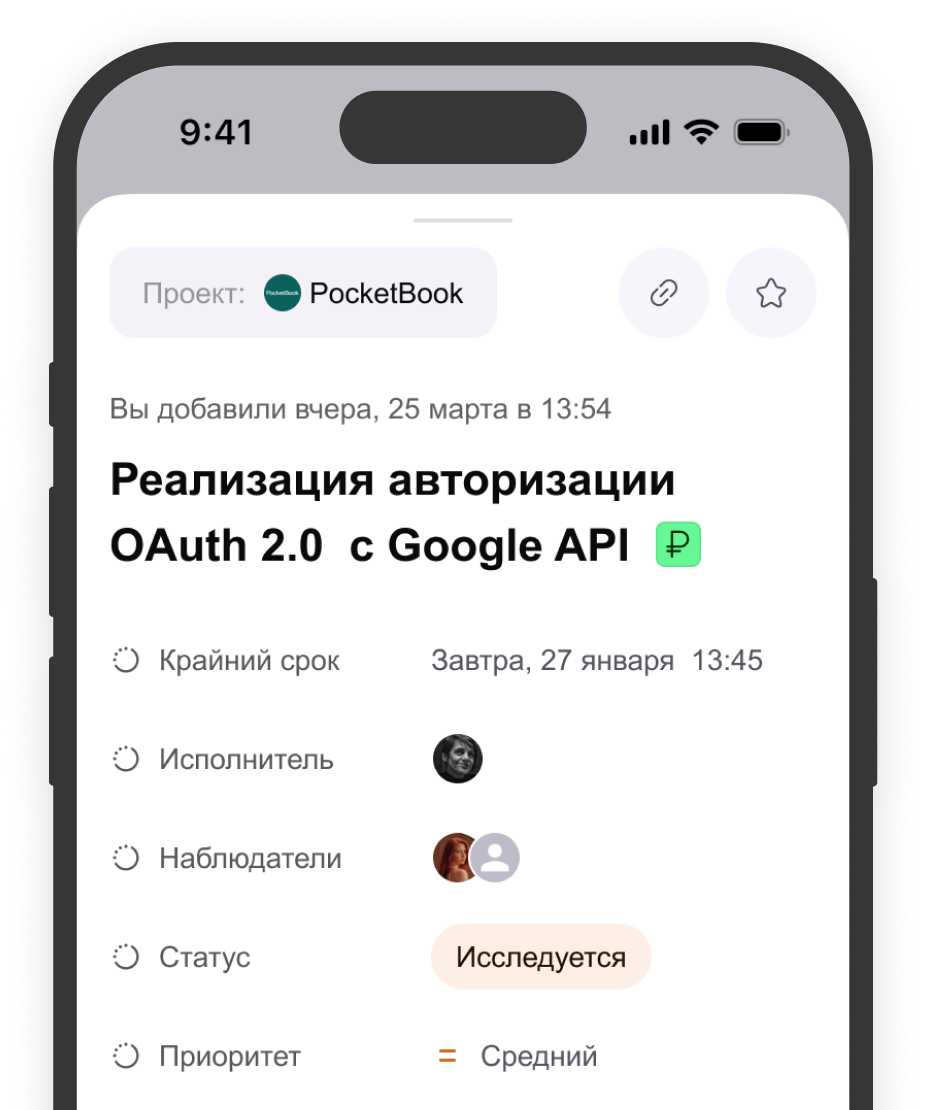 9:41
Проект: PocketBook PocketBook
Вы добавили вчера, 25 марта в 13:54
Реализация авторизации
OAuth 2.0  с Google API ₽
Крайний срок Завтра, 27 января  13:45
Исполнитель
Наблюдатели
Статус Исследуется
Приоритет = Средний